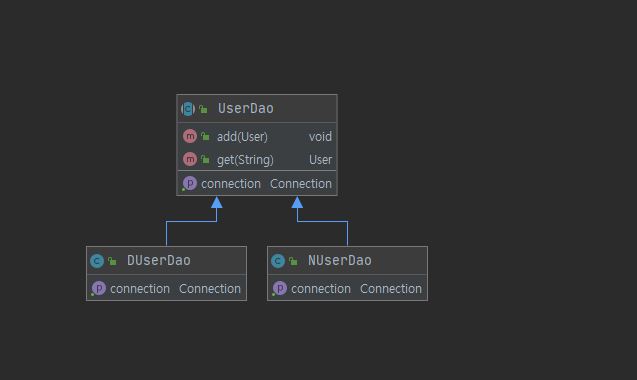 UserDao
add(User) void
get(String) User
connection Connection
DUserDao
connection Connection
NUserDao
connection Connection